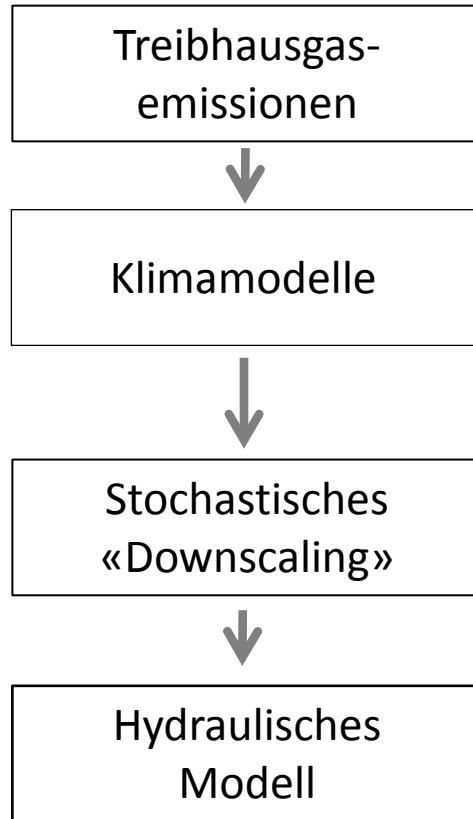 Treibhausgas-
emissionen
Klimamodelle
Stochastisches
«Downscaling»
Hydraulisches
Modell